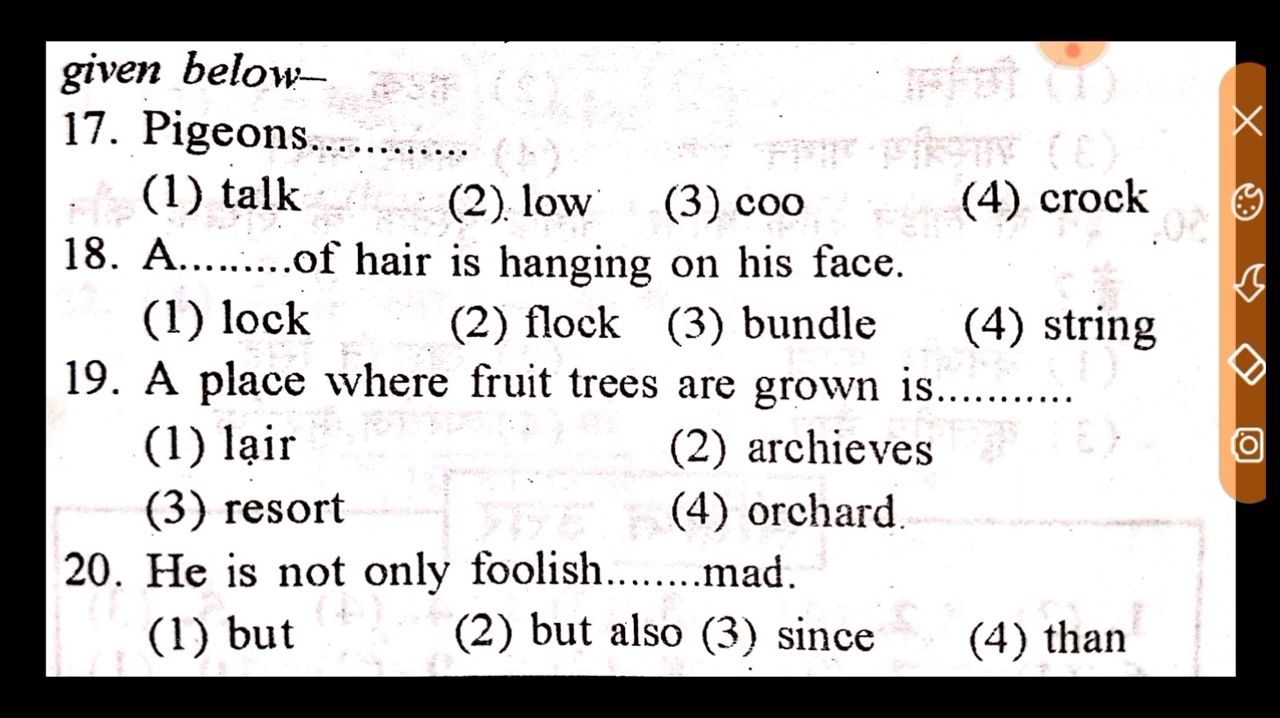 given below–
17. Pigeons............
(1) talk (2) low (3) coo (4) crock
18. A.........of hair is hanging on his face.
(1) lock (2) flock (3) bundle (4) string
19. A place where fruit trees are grown is...........
(1) lair (2) archieves
(3) resort (4) orchard
20. He is not only foolish........mad.
(1) but (2) but also (3) since (4) than